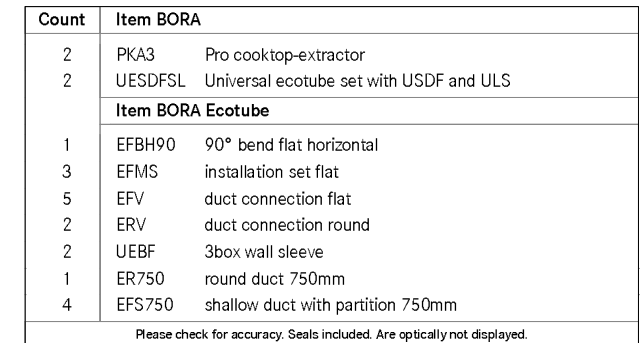 Count Item BORA
2 PKA3 Pro cooktop-extractor
2 UESDFSL Universal ecotube set with USDF and ULS
Item BORA Ecotube
1 EFBH90 90° bend flat horizontal
3 EFMS installation set flat
5 EFV duct connection flat
2 ERV duct connection round
2 UEBF 3box wall sleeve
1 ER750 round duct 750mm
4 EFS750 shallow duct with partition 750mm
Please check for accuracy. Seals included. Are optically not displayed.